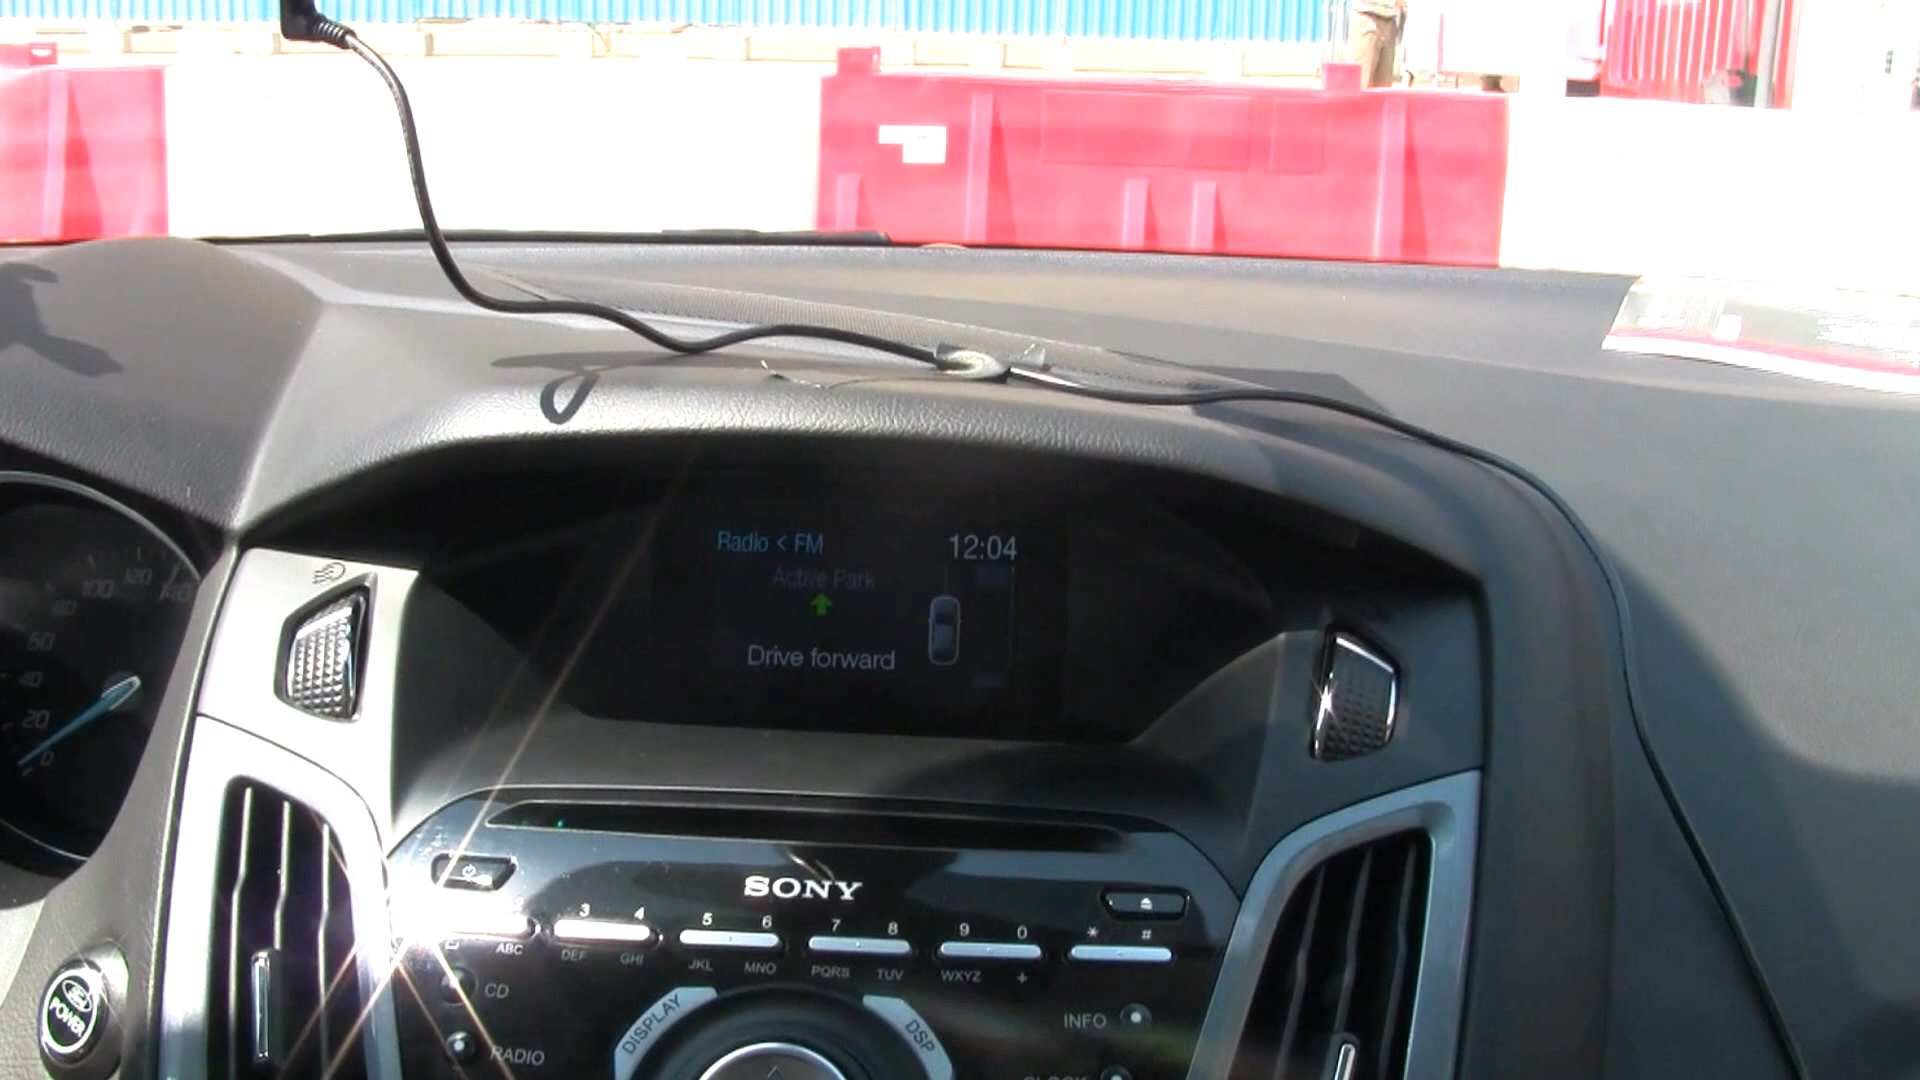 Radio < FM
12:04
Active Park
Drive forward
100
120
140
80
60
40
20
0
SONY
3 4 5 6 7 8 9 0 * #
ABC DEF GHI JKL MNO PQRS TUV WXYZ +
CD
DISPLAY
DSP
INFO
POWER
RADIO
CLOCK